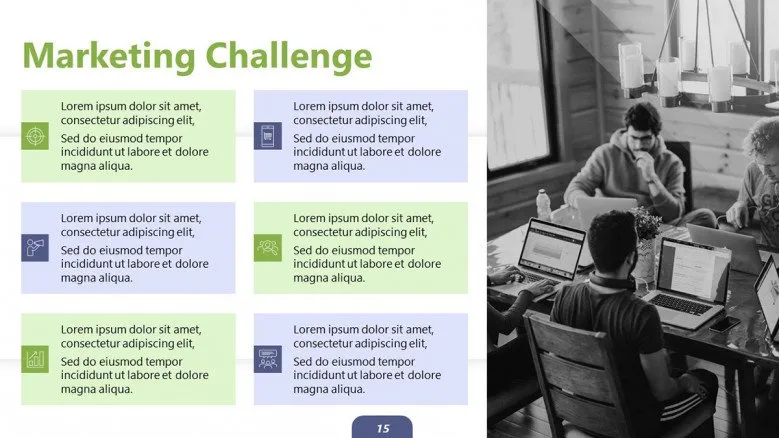 Marketing Challenge
Lorem ipsum dolor sit amet,
consectetur adipiscing elit,
Sed do eiusmod tempor
incididunt ut labore et dolore
magna aliqua.
Lorem ipsum dolor sit amet,
consectetur adipiscing elit,
Sed do eiusmod tempor
incididunt ut labore et dolore
magna aliqua.
Lorem ipsum dolor sit amet,
consectetur adipiscing elit,
Sed do eiusmod tempor
incididunt ut labore et dolore
magna aliqua.
Lorem ipsum dolor sit amet,
consectetur adipiscing elit,
Sed do eiusmod tempor
incididunt ut labore et dolore
magna aliqua.
Lorem ipsum dolor sit amet,
consectetur adipiscing elit,
Sed do eiusmod tempor
incididunt ut labore et dolore
magna aliqua.
Lorem ipsum dolor sit amet,
consectetur adipiscing elit,
Sed do eiusmod tempor
incididunt ut labore et dolore
magna aliqua.
15